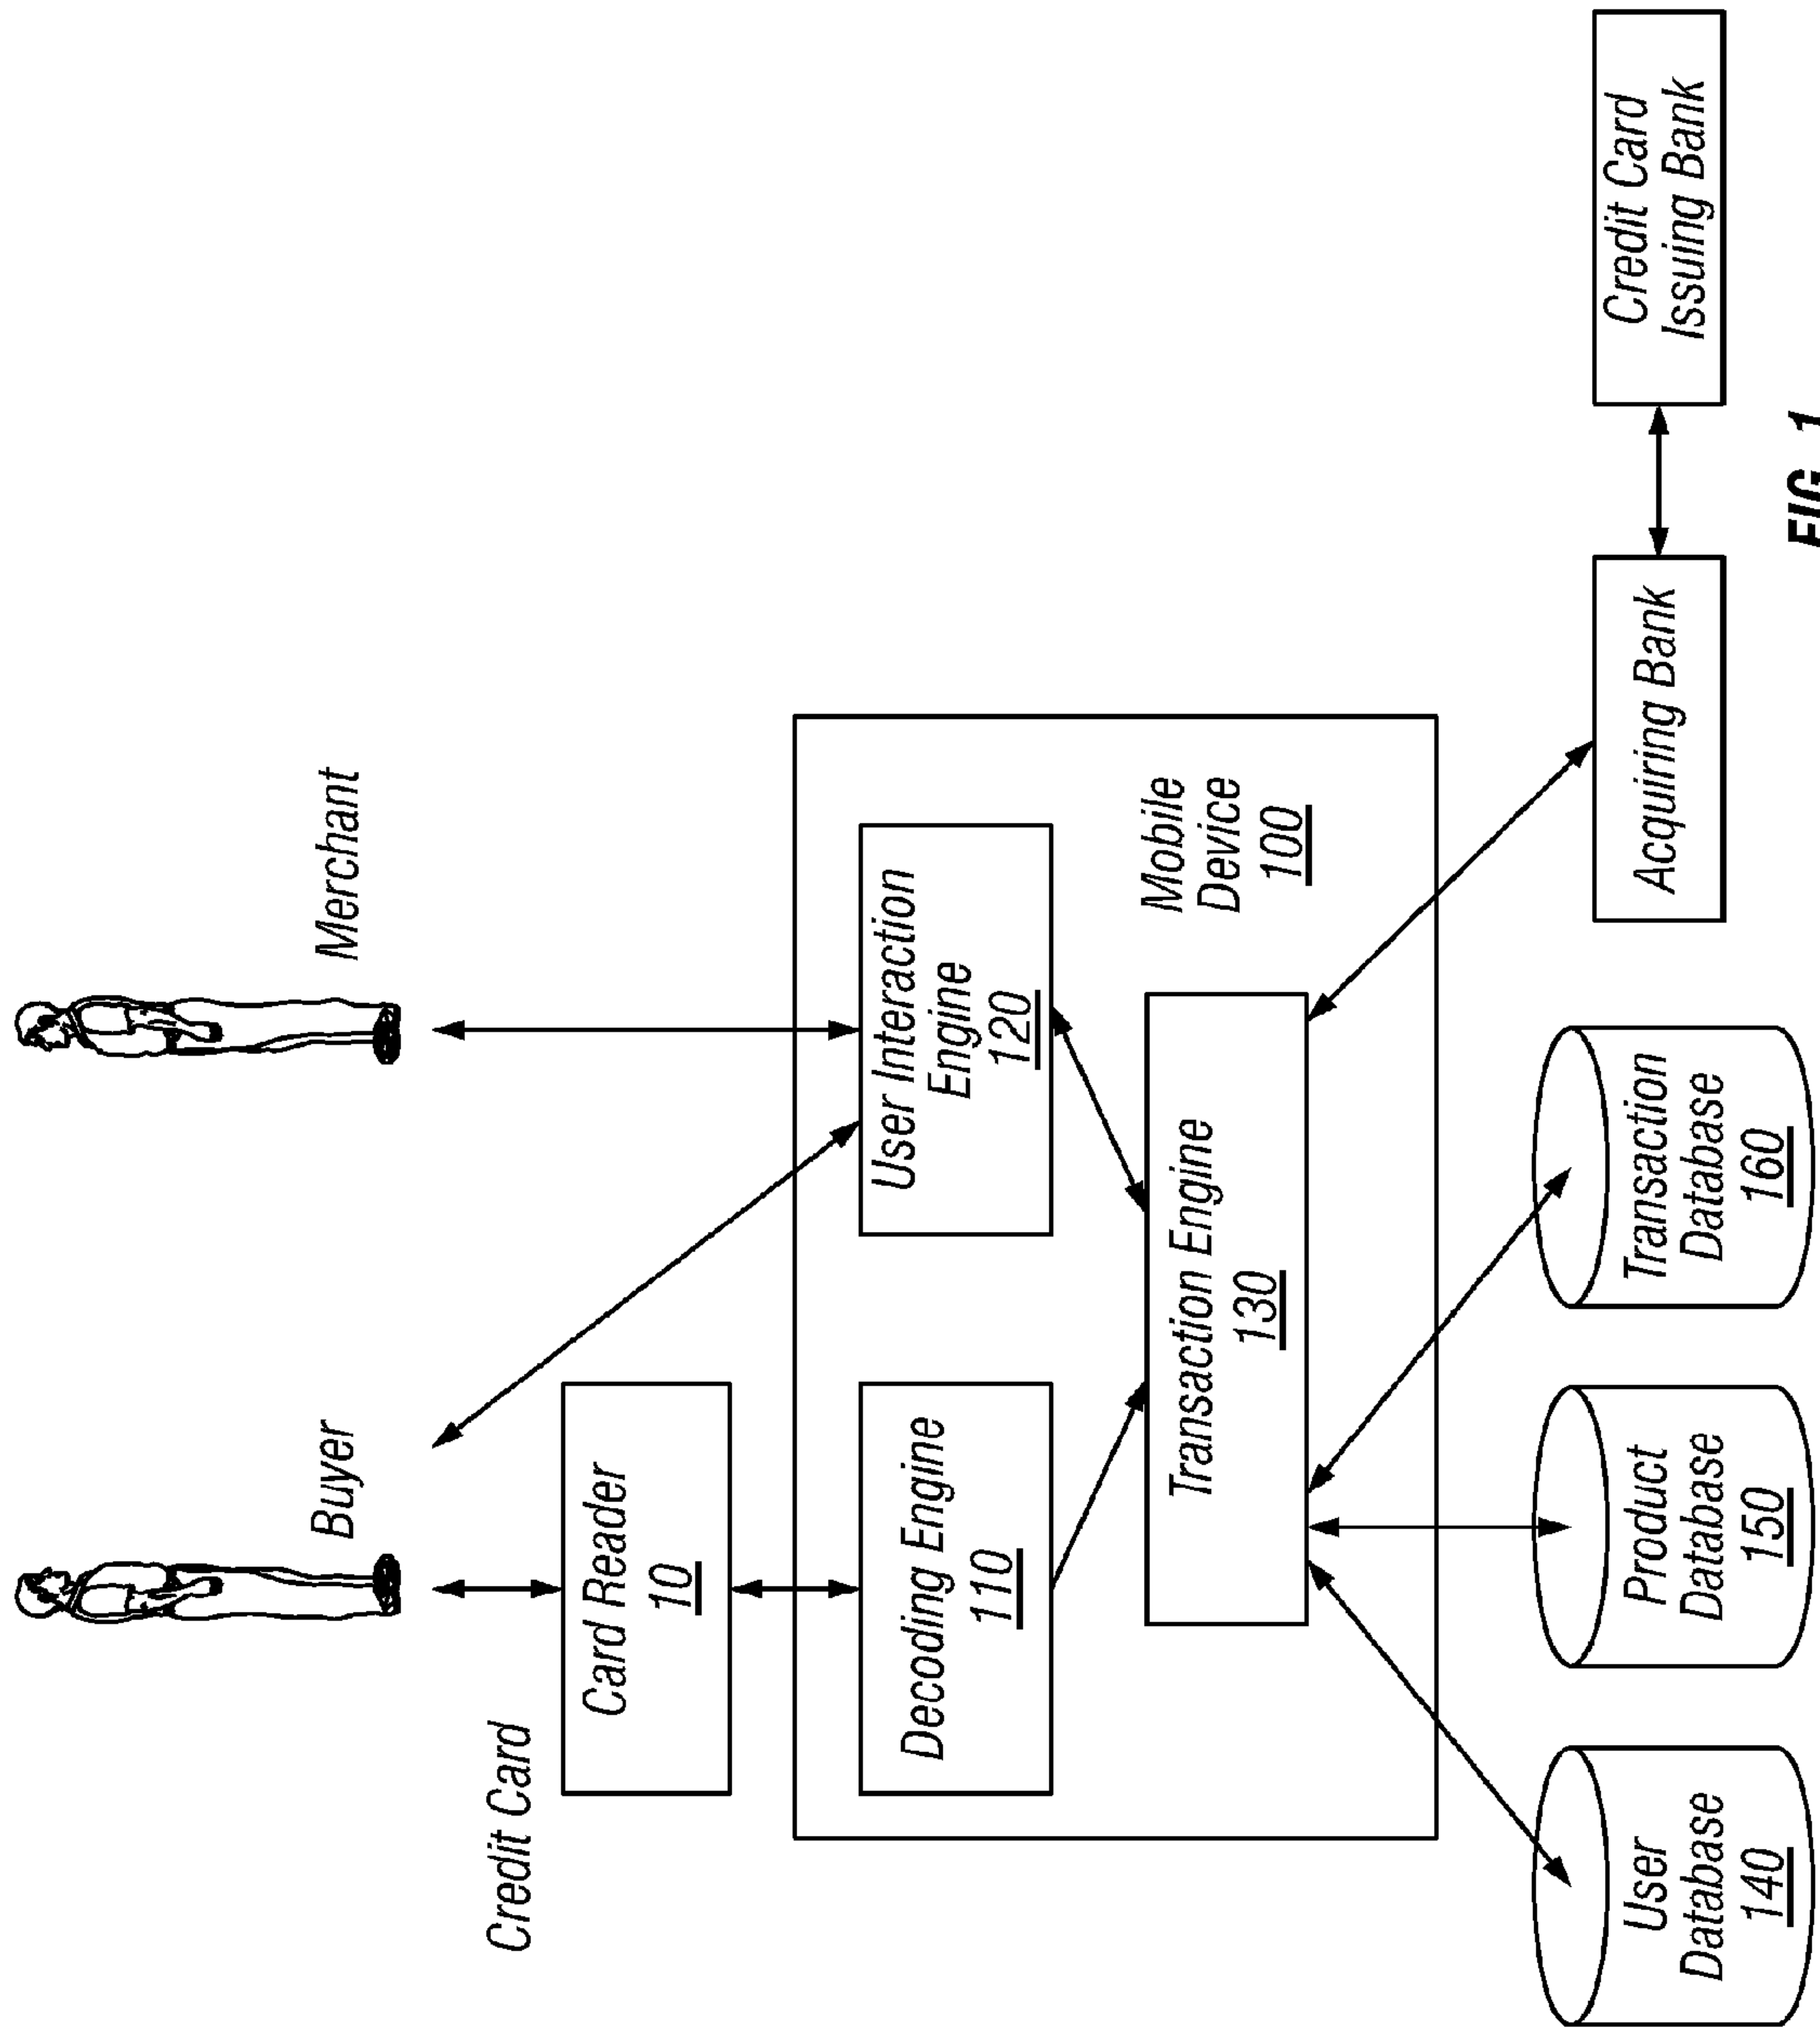 Buyer
Merchant
Credit Card
Card Reader
10
Decoding Engine
110
User Interaction
Engine
120
Mobile
Device
100
Transaction Engine
130
User
Database
140
Product
Database
150
Transaction
Database
160
Acquiring Bank
Credit Card
Issuing Bank
FIG. 1